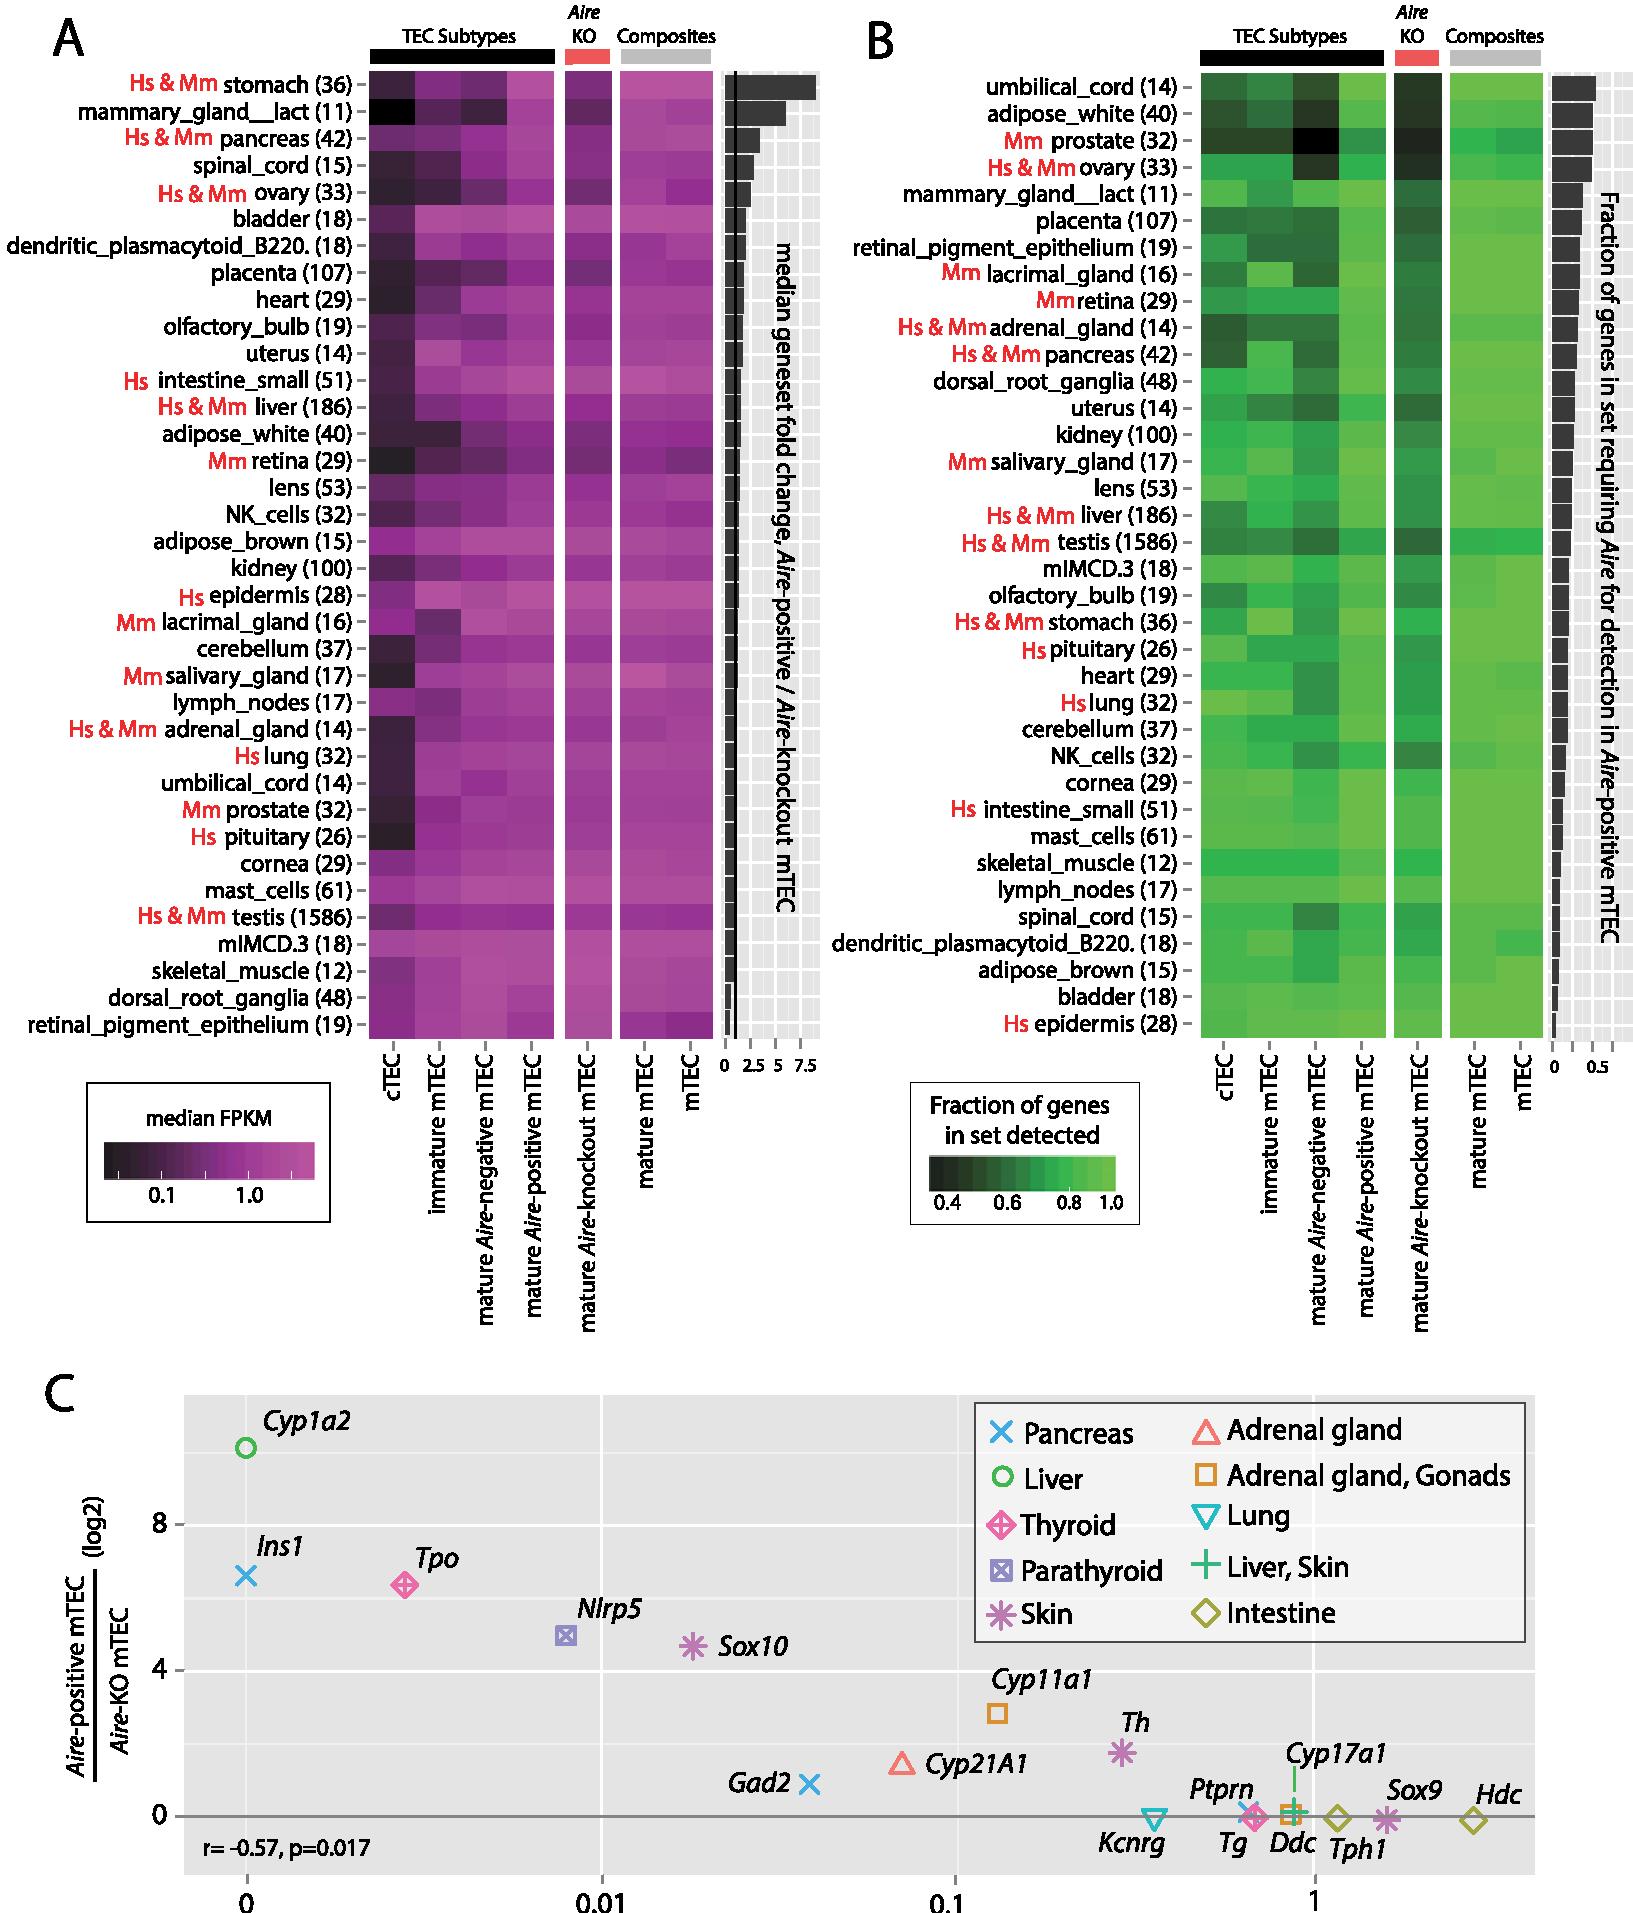 A
TEC Subtypes
Aire
KO
Composites
Hs & Mm stomach (36)
mammary_gland__lact (11)
Hs & Mm pancreas (42)
spinal_cord (15)
Hs & Mm ovary (33)
bladder (18)
dendritic_plasmacytoid_B220. (18)
placenta (107)
heart (29)
olfactory_bulb (19)
uterus (14)
Hs intestine_small (51)
Hs & Mm liver (186)
adipose_white (40)
Mm retina (29)
lens (53)
NK_cells (32)
adipose_brown (15)
kidney (100)
Hs epidermis (28)
Mm lacrimal_gland (16)
cerebellum (37)
Mm salivary_gland (17)
lymph_nodes (17)
Hs & Mm adrenal_gland (14)
Hs lung (32)
umbilical_cord (14)
Mm prostate (32)
Hs pituitary (26)
cornea (29)
mast_cells (61)
Hs & Mm testis (1586)
mIMCD.3 (18)
skeletal_muscle (12)
dorsal_root_ganglia (48)
retinal_pigment_epithelium (19)
cTEC
immature mTEC
mature Aire-negative mTEC
mature Aire-positive mTEC
mature Aire-knockout mTEC
mature mTEC
mTEC
0 2.5 5 7.5
median geneset fold change, Aire-positive / Aire-knockout mTEC
median FPKM
0.1 1.0
B
TEC Subtypes
Aire
KO
Composites
umbilical_cord (14)
adipose_white (40)
Mm prostate (32)
Hs & Mm ovary (33)
mammary_gland__lact (11)
placenta (107)
retinal_pigment_epithelium (19)
Mm lacrimal_gland (16)
Mm retina (29)
Hs & Mm adrenal_gland (14)
Hs & Mm pancreas (42)
dorsal_root_ganglia (48)
uterus (14)
kidney (100)
Mm salivary_gland (17)
lens (53)
Hs & Mm liver (186)
Hs & Mm testis (1586)
mIMCD.3 (18)
olfactory_bulb (19)
Hs & Mm stomach (36)
Hs pituitary (26)
heart (29)
Hs lung (32)
cerebellum (37)
NK_cells (32)
cornea (29)
Hs intestine_small (51)
mast_cells (61)
skeletal_muscle (12)
lymph_nodes (17)
spinal_cord (15)
dendritic_plasmacytoid_B220. (18)
adipose_brown (15)
bladder (18)
Hs epidermis (28)
cTEC
immature mTEC
mature Aire-negative mTEC
mature Aire-positive mTEC
mature Aire-knockout mTEC
mature mTEC
mTEC
0 0.5
Fraction of genes in set requiring Aire for detection in Aire-positive mTEC
Fraction of genes
in set detected
0.4 0.6 0.8 1.0
C
Aire-positive mTEC
Aire-KO mTEC
(log2)
8
4
0
Cyp1a2
Ins1
Tpo
Nlrp5
Sox10
Cyp11a1
Th
Cyp21A1
Gad2
Cyp17a1
Ptprn
Sox9
Hdc
Kcnrg
Tg
Ddc
Tph1
r= -0.57, p=0.017
0 0.01 0.1 1
Pancreas
Liver
Thyroid
Parathyroid
Skin
Adrenal gland
Adrenal gland, Gonads
Lung
Liver, Skin
Intestine